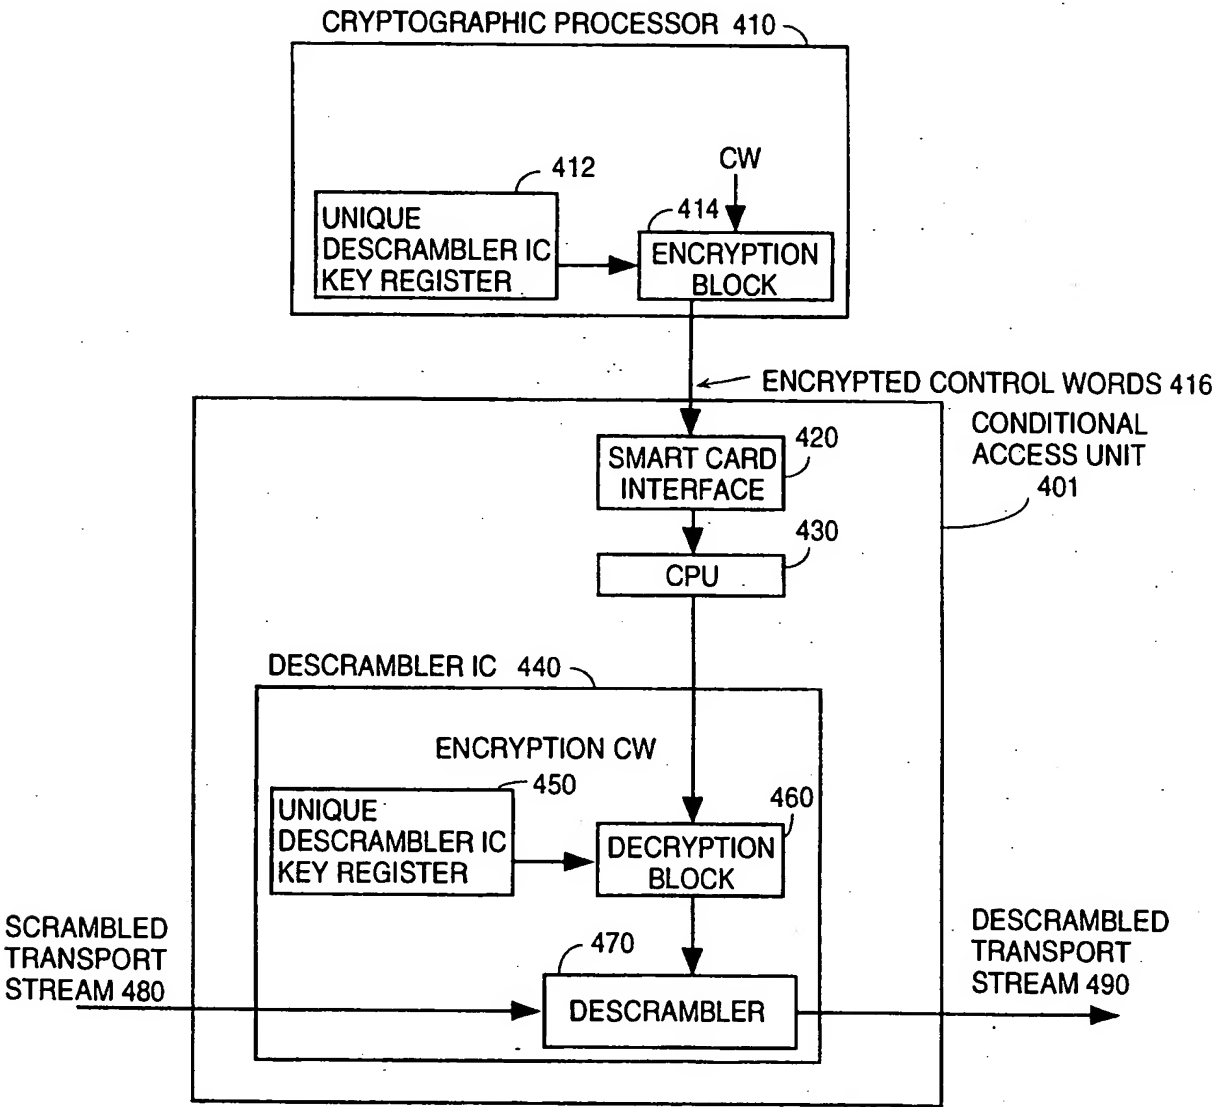 CRYPTOGRAPHIC PROCESSOR 410
412
CW
UNIQUE
DESCRAMBLER IC
KEY REGISTER
414
ENCRYPTION
BLOCK
ENCRYPTED CONTROL WORDS 416
CONDITIONAL
ACCESS UNIT
401
420
SMART CARD
INTERFACE
430
CPU
DESCRAMBLER IC 440
ENCRYPTION CW
450
UNIQUE
DESCRAMBLER IC
KEY REGISTER
460
DECRYPTION
BLOCK
SCRAMBLED
TRANSPORT
STREAM 480
470
DESCRAMBLER
DESCRAMBLED
TRANSPORT
STREAM 490